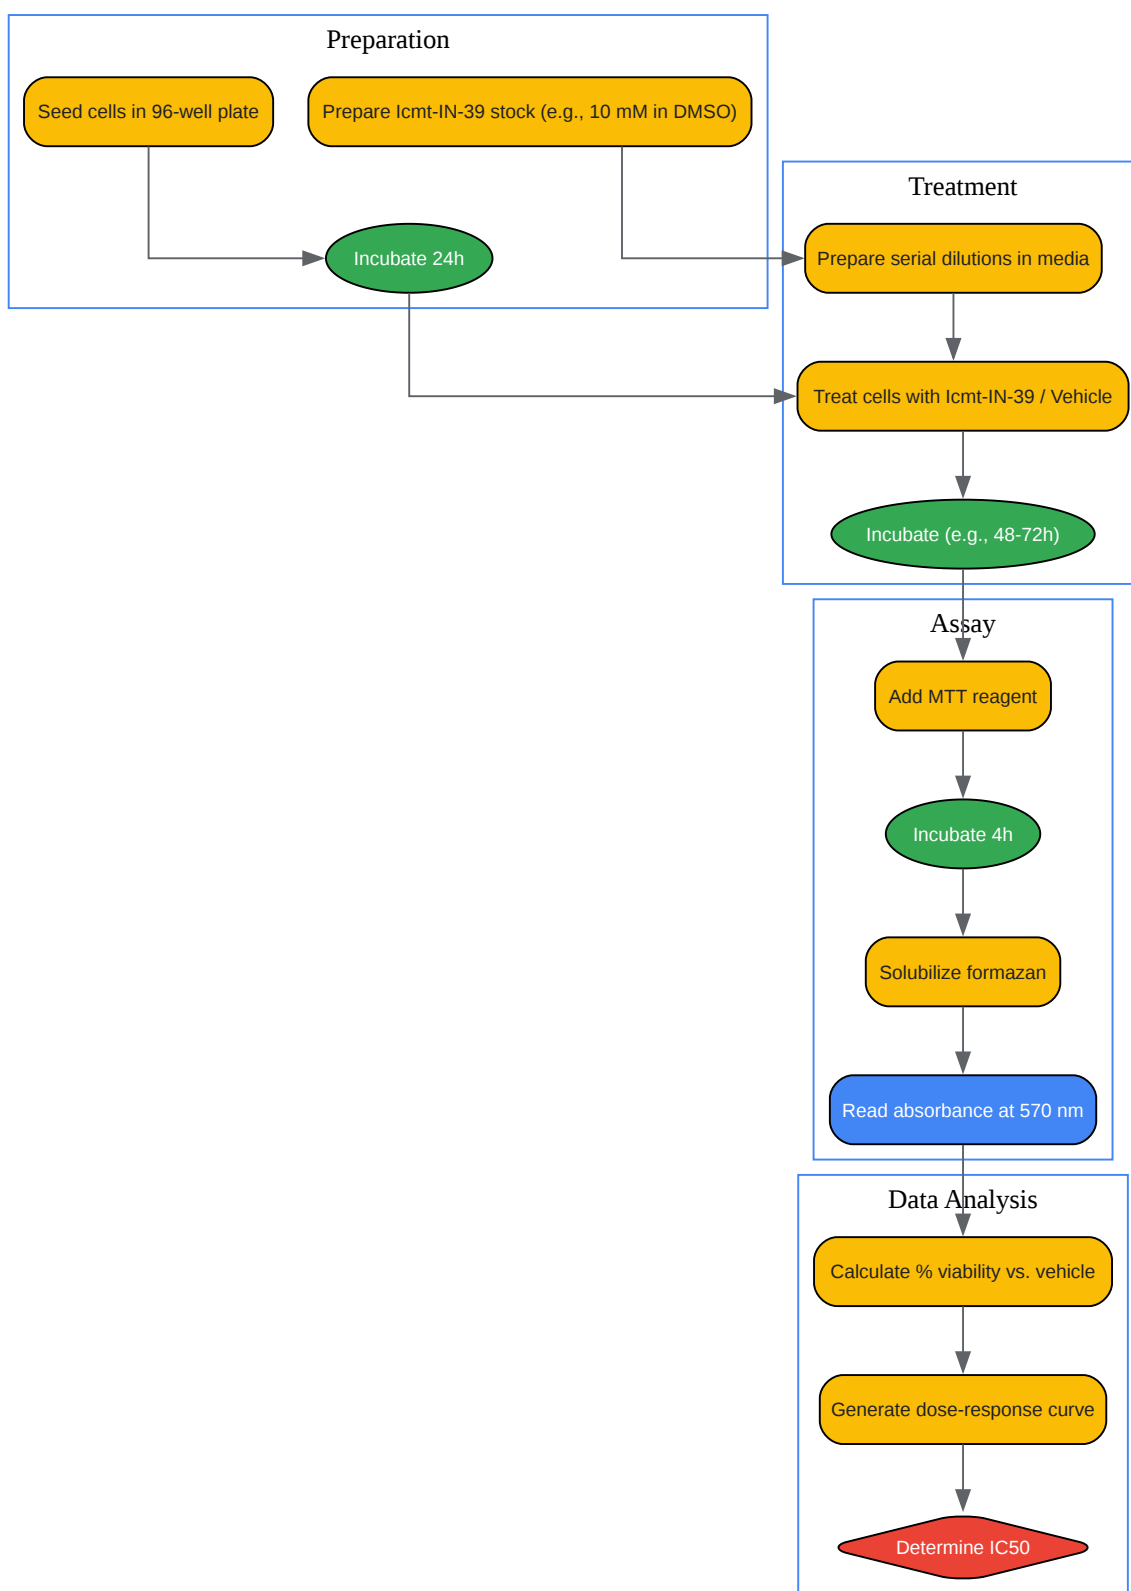 Preparation
Seed cells in 96-well plate
Prepare Icmt-IN-39 stock (e.g., 10 mM in DMSO)
Incubate 24h
Treatment
Prepare serial dilutions in media
Treat cells with Icmt-IN-39 / Vehicle
Incubate (e.g., 48-72h)
Assay
Add MTT reagent
Incubate 4h
Solubilize formazan
Read absorbance at 570 nm
Data Analysis
Calculate % viability vs. vehicle
Generate dose-response curve
Determine IC50